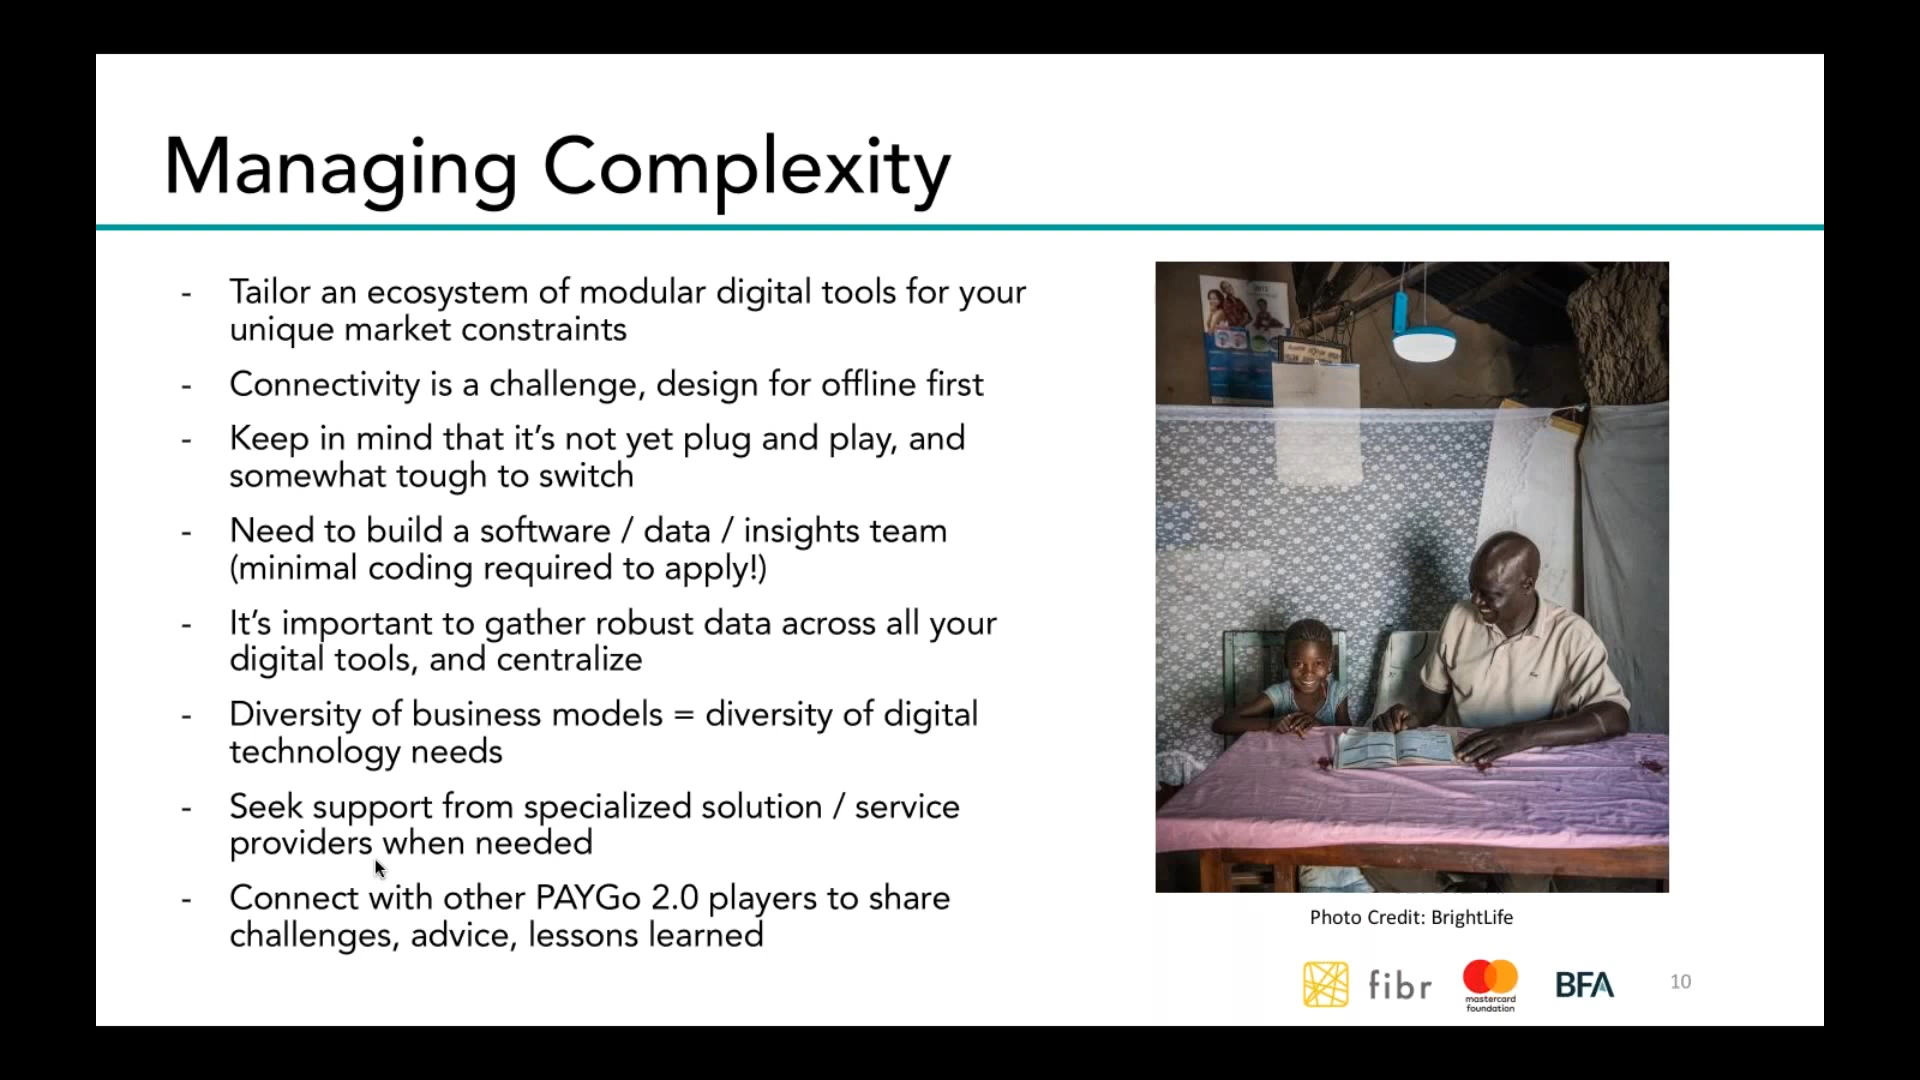 Managing Complexity
- Tailor an ecosystem of modular digital tools for your
unique market constraints
- Connectivity is a challenge, design for offline first
- Keep in mind that it’s not yet plug and play, and
somewhat tough to switch
- Need to build a software / data / insights team
(minimal coding required to apply!)
- It’s important to gather robust data across all your
digital tools, and centralize
- Diversity of business models = diversity of digital
technology needs
- Seek support from specialized solution / service
providers when needed
- Connect with other PAYGo 2.0 players to share
challenges, advice, lessons learned
Photo Credit: BrightLife
fibr
mastercard
foundation
BFA
10